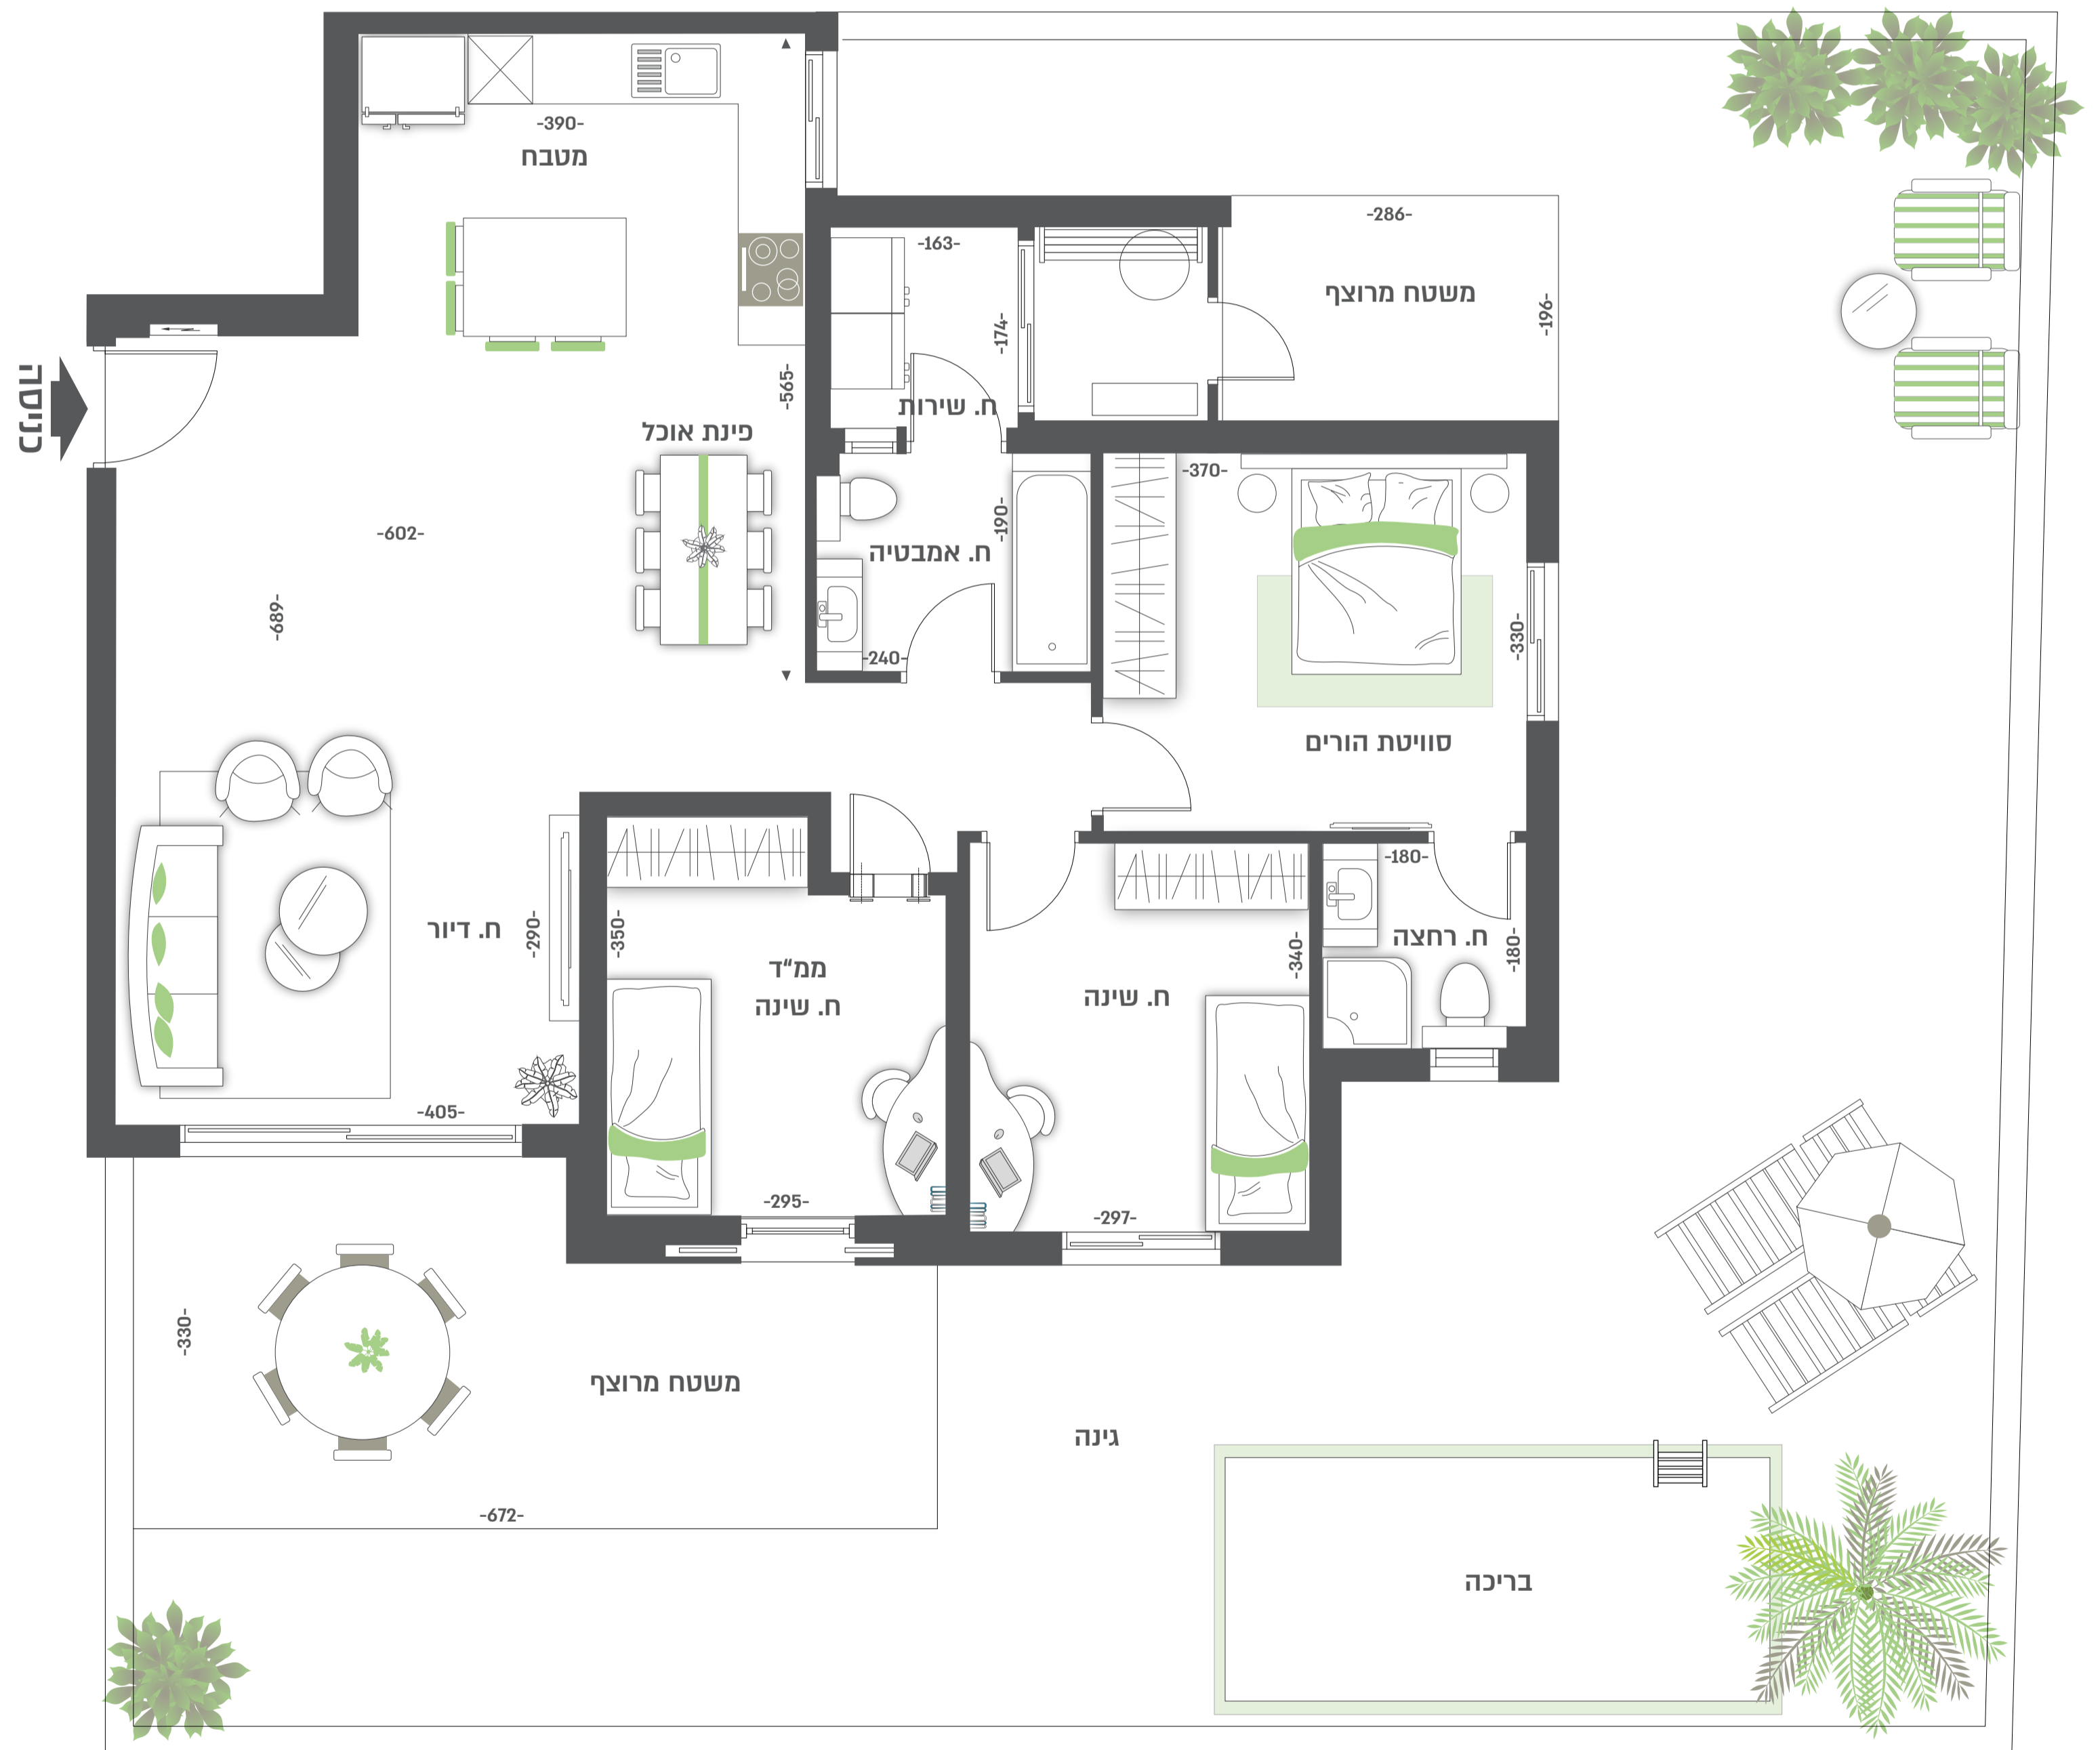 -390-
מטבח
-163-
-286-
משטח מרוצף
-196-
-174-
כניסה
-565-
ח. שירות
פינת אוכל
-370-
-602-
-190-
ח. אמבטיה
-689-
-330-
-240-
סוויטת הורים
-180-
ח. דיור
-290-
-350-
ח. רחצה
-340-
-180-
ממ"ד
ח. שינה
ח. שינה
-405-
-295-
-297-
-330-
משטח מרוצף
גינה
-672-
בריכה